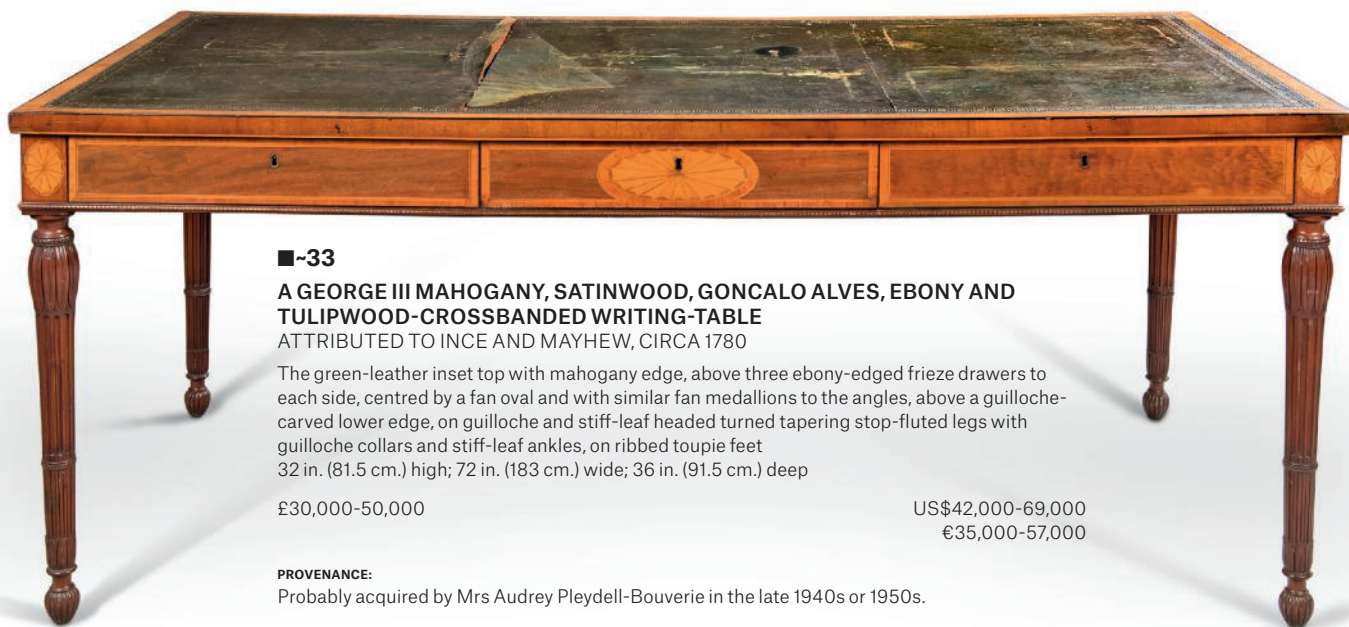 ■~33
A GEORGE III MAHOGANY, SATINWOOD, GONCALO ALVES, EBONY AND
TULIPWOOD-CROSSBANDED WRITING-TABLE
ATTRIBUTED TO INCE AND MAYHEW, CIRCA 1780
The green-leather inset top with mahogany edge, above three ebony-edged frieze drawers to
each side, centred by a fan oval and with similar fan medallions to the angles, above a guilloche-
carved lower edge, on guilloche and stiff-leaf headed turned tapering stop-fluted legs with
guilloche collars and stiff-leaf ankles, on ribbed toupie feet
32 in. (81.5 cm.) high; 72 in. (183 cm.) wide; 36 in. (91.5 cm.) deep
£30,000-50,000 US$42,000-69,000
€35,000-57,000
PROVENANCE:
Probably acquired by Mrs Audrey Pleydell-Bouverie in the late 1940s or 1950s.